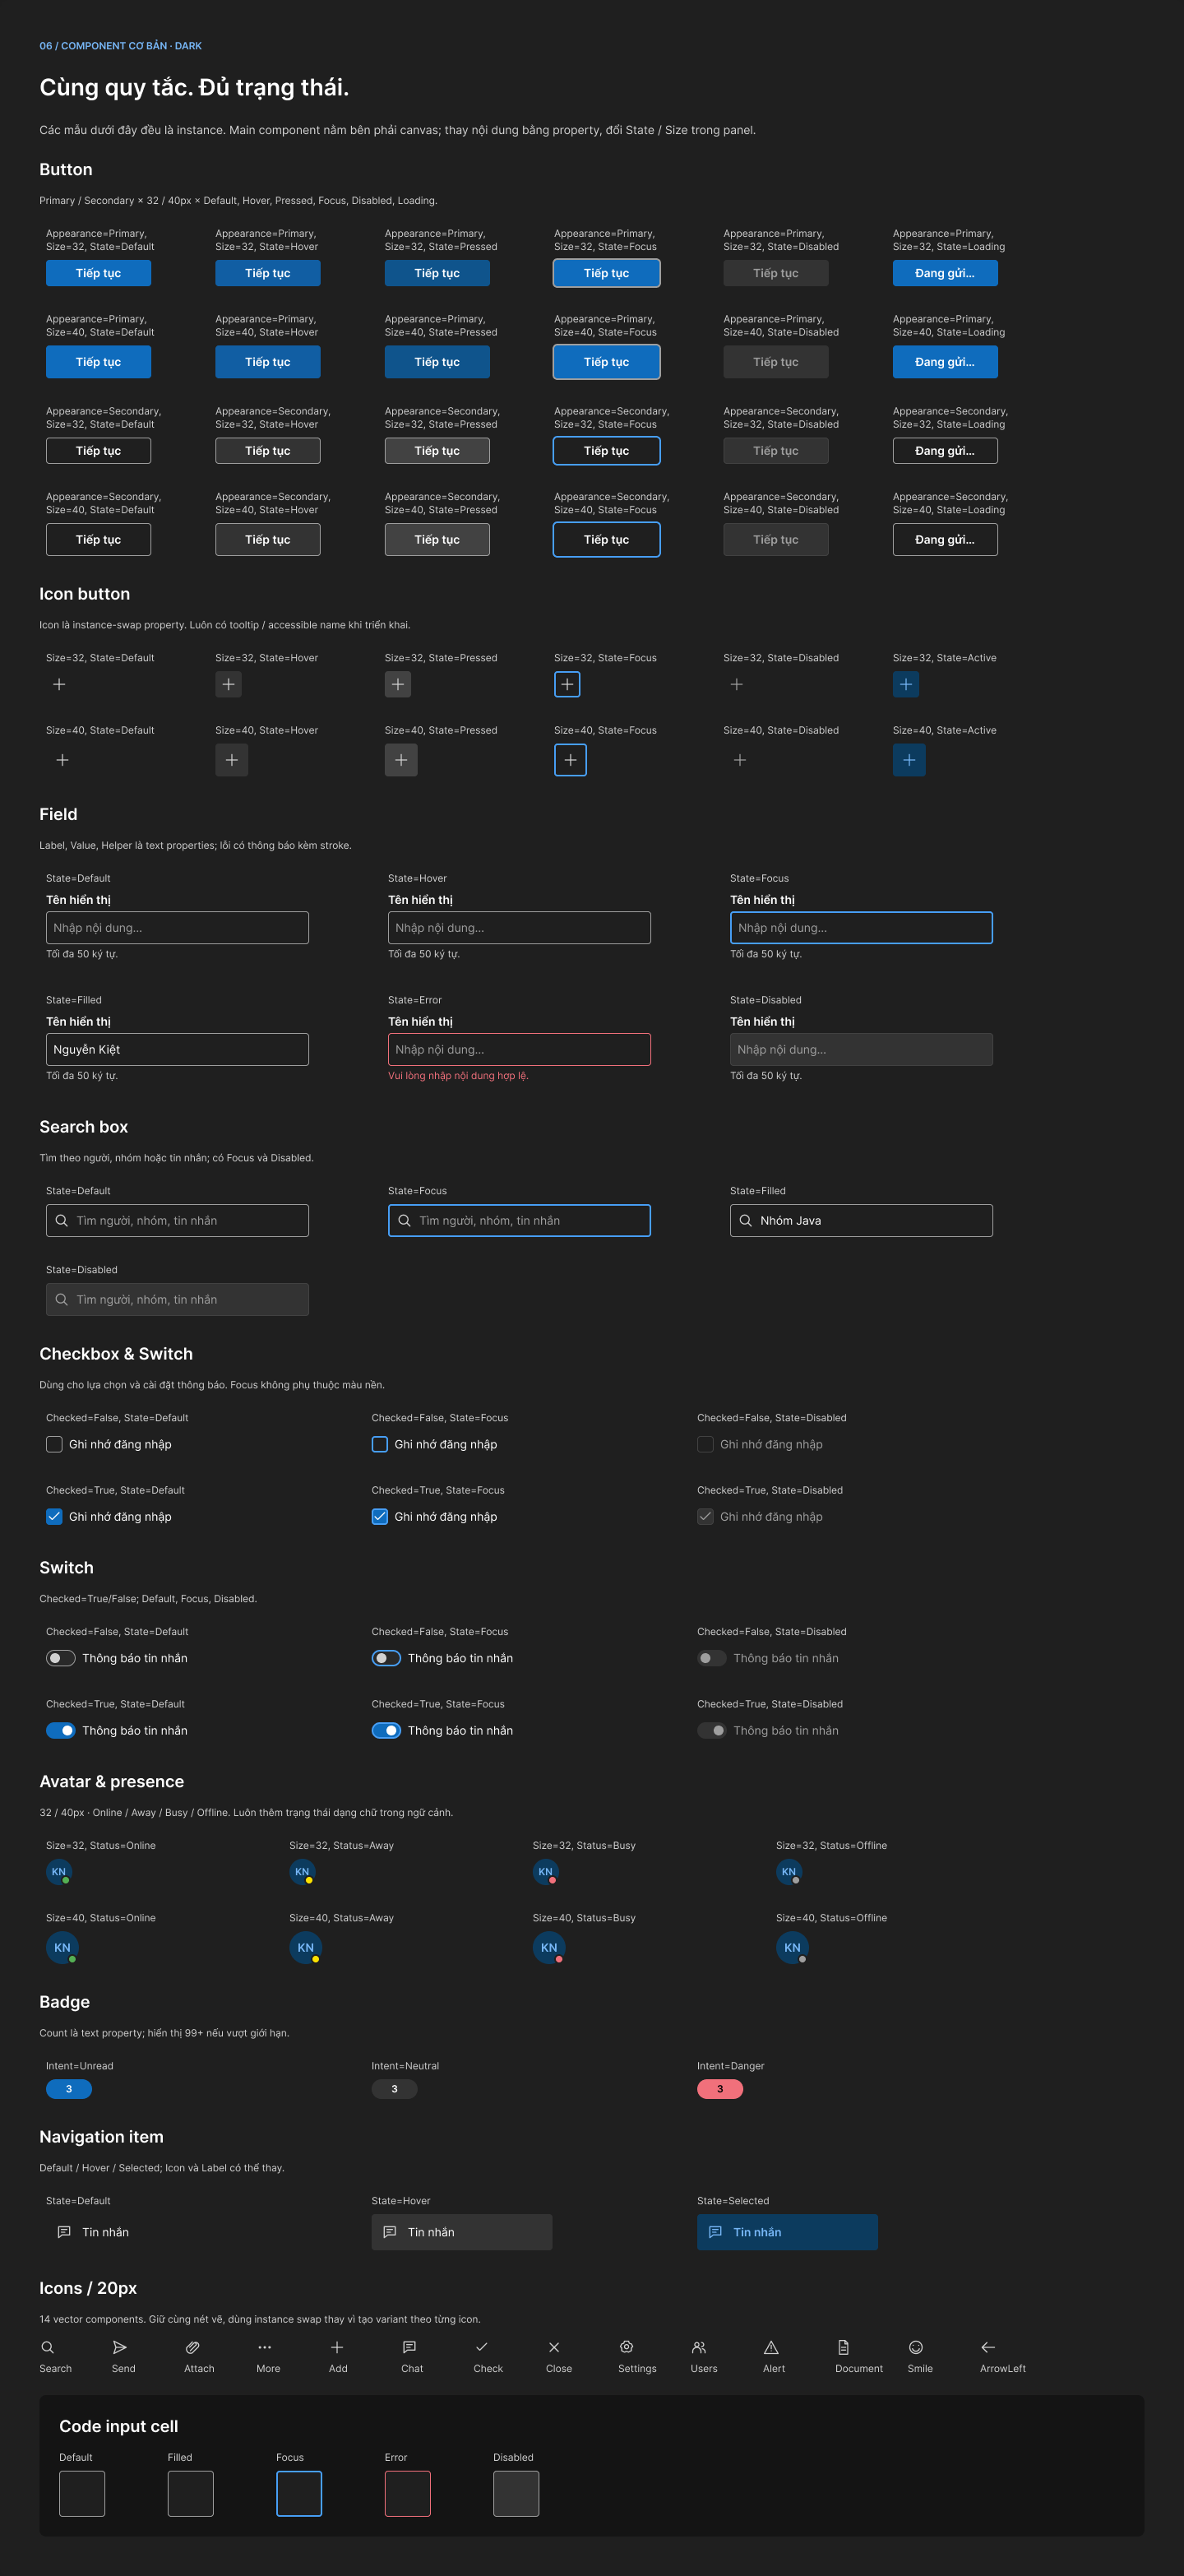 06 / COMPONENT CƠ BẢN · DARK
Cùng quy tắc. Đủ trạng thái.
Các mẫu dưới đây đều là instance. Main component nằm bên phải canvas; thay nội dung bằng property, đổi State / Size trong panel.
Button
Primary / Secondary × 32 / 40px × Default, Hover, Pressed, Focus, Disabled, Loading.
Appearance=Primary, Size=32, State=Default
Tiếp tục
Appearance=Primary, Size=32, State=Hover
Tiếp tục
Appearance=Primary, Size=32, State=Pressed
Tiếp tục
Appearance=Primary, Size=32, State=Focus
Tiếp tục
Appearance=Primary, Size=32, State=Disabled
Tiếp tục
Appearance=Primary, Size=32, State=Loading
Đang gửi...
Appearance=Primary, Size=40, State=Default
Tiếp tục
Appearance=Primary, Size=40, State=Hover
Tiếp tục
Appearance=Primary, Size=40, State=Pressed
Tiếp tục
Appearance=Primary, Size=40, State=Focus
Tiếp tục
Appearance=Primary, Size=40, State=Disabled
Tiếp tục
Appearance=Primary, Size=40, State=Loading
Đang gửi...
Appearance=Secondary, Size=32, State=Default
Tiếp tục
Appearance=Secondary, Size=32, State=Hover
Tiếp tục
Appearance=Secondary, Size=32, State=Pressed
Tiếp tục
Appearance=Secondary, Size=32, State=Focus
Tiếp tục
Appearance=Secondary, Size=32, State=Disabled
Tiếp tục
Appearance=Secondary, Size=32, State=Loading
Đang gửi...
Appearance=Secondary, Size=40, State=Default
Tiếp tục
Appearance=Secondary, Size=40, State=Hover
Tiếp tục
Appearance=Secondary, Size=40, State=Pressed
Tiếp tục
Appearance=Secondary, Size=40, State=Focus
Tiếp tục
Appearance=Secondary, Size=40, State=Disabled
Tiếp tục
Appearance=Secondary, Size=40, State=Loading
Đang gửi...
Icon button
Icon là instance-swap property. Luôn có tooltip / accessible name khi triển khai.
Size=32, State=Default
Size=32, State=Hover
Size=32, State=Pressed
Size=32, State=Focus
Size=32, State=Disabled
Size=32, State=Active
Size=40, State=Default
Size=40, State=Hover
Size=40, State=Pressed
Size=40, State=Focus
Size=40, State=Disabled
Size=40, State=Active
Field
Label, Value, Helper là text properties; lỗi có thông báo kèm stroke.
State=Default
Tên hiển thị
Nhập nội dung...
Tối đa 50 ký tự.
State=Hover
Tên hiển thị
Nhập nội dung...
Tối đa 50 ký tự.
State=Focus
Tên hiển thị
Nhập nội dung...
Tối đa 50 ký tự.
State=Filled
Tên hiển thị
Nguyễn Kiệt
Tối đa 50 ký tự.
State=Error
Tên hiển thị
Nhập nội dung...
Vui lòng nhập nội dung hợp lệ.
State=Disabled
Tên hiển thị
Nhập nội dung...
Tối đa 50 ký tự.
Search box
Tìm theo người, nhóm hoặc tin nhắn; có Focus và Disabled.
State=Default
Tìm người, nhóm, tin nhắn
State=Focus
Tìm người, nhóm, tin nhắn
State=Filled
Nhóm Java
State=Disabled
Tìm người, nhóm, tin nhắn
Checkbox & Switch
Dùng cho lựa chọn và cài đặt thông báo. Focus không phụ thuộc màu nền.
Checked=False, State=Default
Ghi nhớ đăng nhập
Checked=False, State=Focus
Ghi nhớ đăng nhập
Checked=False, State=Disabled
Ghi nhớ đăng nhập
Checked=True, State=Default
Ghi nhớ đăng nhập
Checked=True, State=Focus
Ghi nhớ đăng nhập
Checked=True, State=Disabled
Ghi nhớ đăng nhập
Switch
Checked=True/False; Default, Focus, Disabled.
Checked=False, State=Default
Thông báo tin nhắn
Checked=False, State=Focus
Thông báo tin nhắn
Checked=False, State=Disabled
Thông báo tin nhắn
Checked=True, State=Default
Thông báo tin nhắn
Checked=True, State=Focus
Thông báo tin nhắn
Checked=True, State=Disabled
Thông báo tin nhắn
Avatar & presence
32 / 40px · Online / Away / Busy / Offline. Luôn thêm trạng thái dạng chữ trong ngữ cảnh.
Size=32, Status=Online
KN
Size=32, Status=Away
KN
Size=32, Status=Busy
KN
Size=32, Status=Offline
KN
Size=40, Status=Online
KN
Size=40, Status=Away
KN
Size=40, Status=Busy
KN
Size=40, Status=Offline
KN
Badge
Count là text property; hiển thị 99+ nếu vượt giới hạn.
Intent=Unread
3
Intent=Neutral
3
Intent=Danger
3
Navigation item
Default / Hover / Selected; Icon và Label có thể thay.
State=Default
Tin nhắn
State=Hover
Tin nhắn
State=Selected
Tin nhắn
Icons / 20px
14 vector components. Giữ cùng nét vẽ, dùng instance swap thay vì tạo variant theo từng icon.
Search
Send
Attach
More
Add
Chat
Check
Close
Settings
Users
Alert
Document
Smile
ArrowLeft
Code input cell
Default
Filled
Focus
Error
Disabled